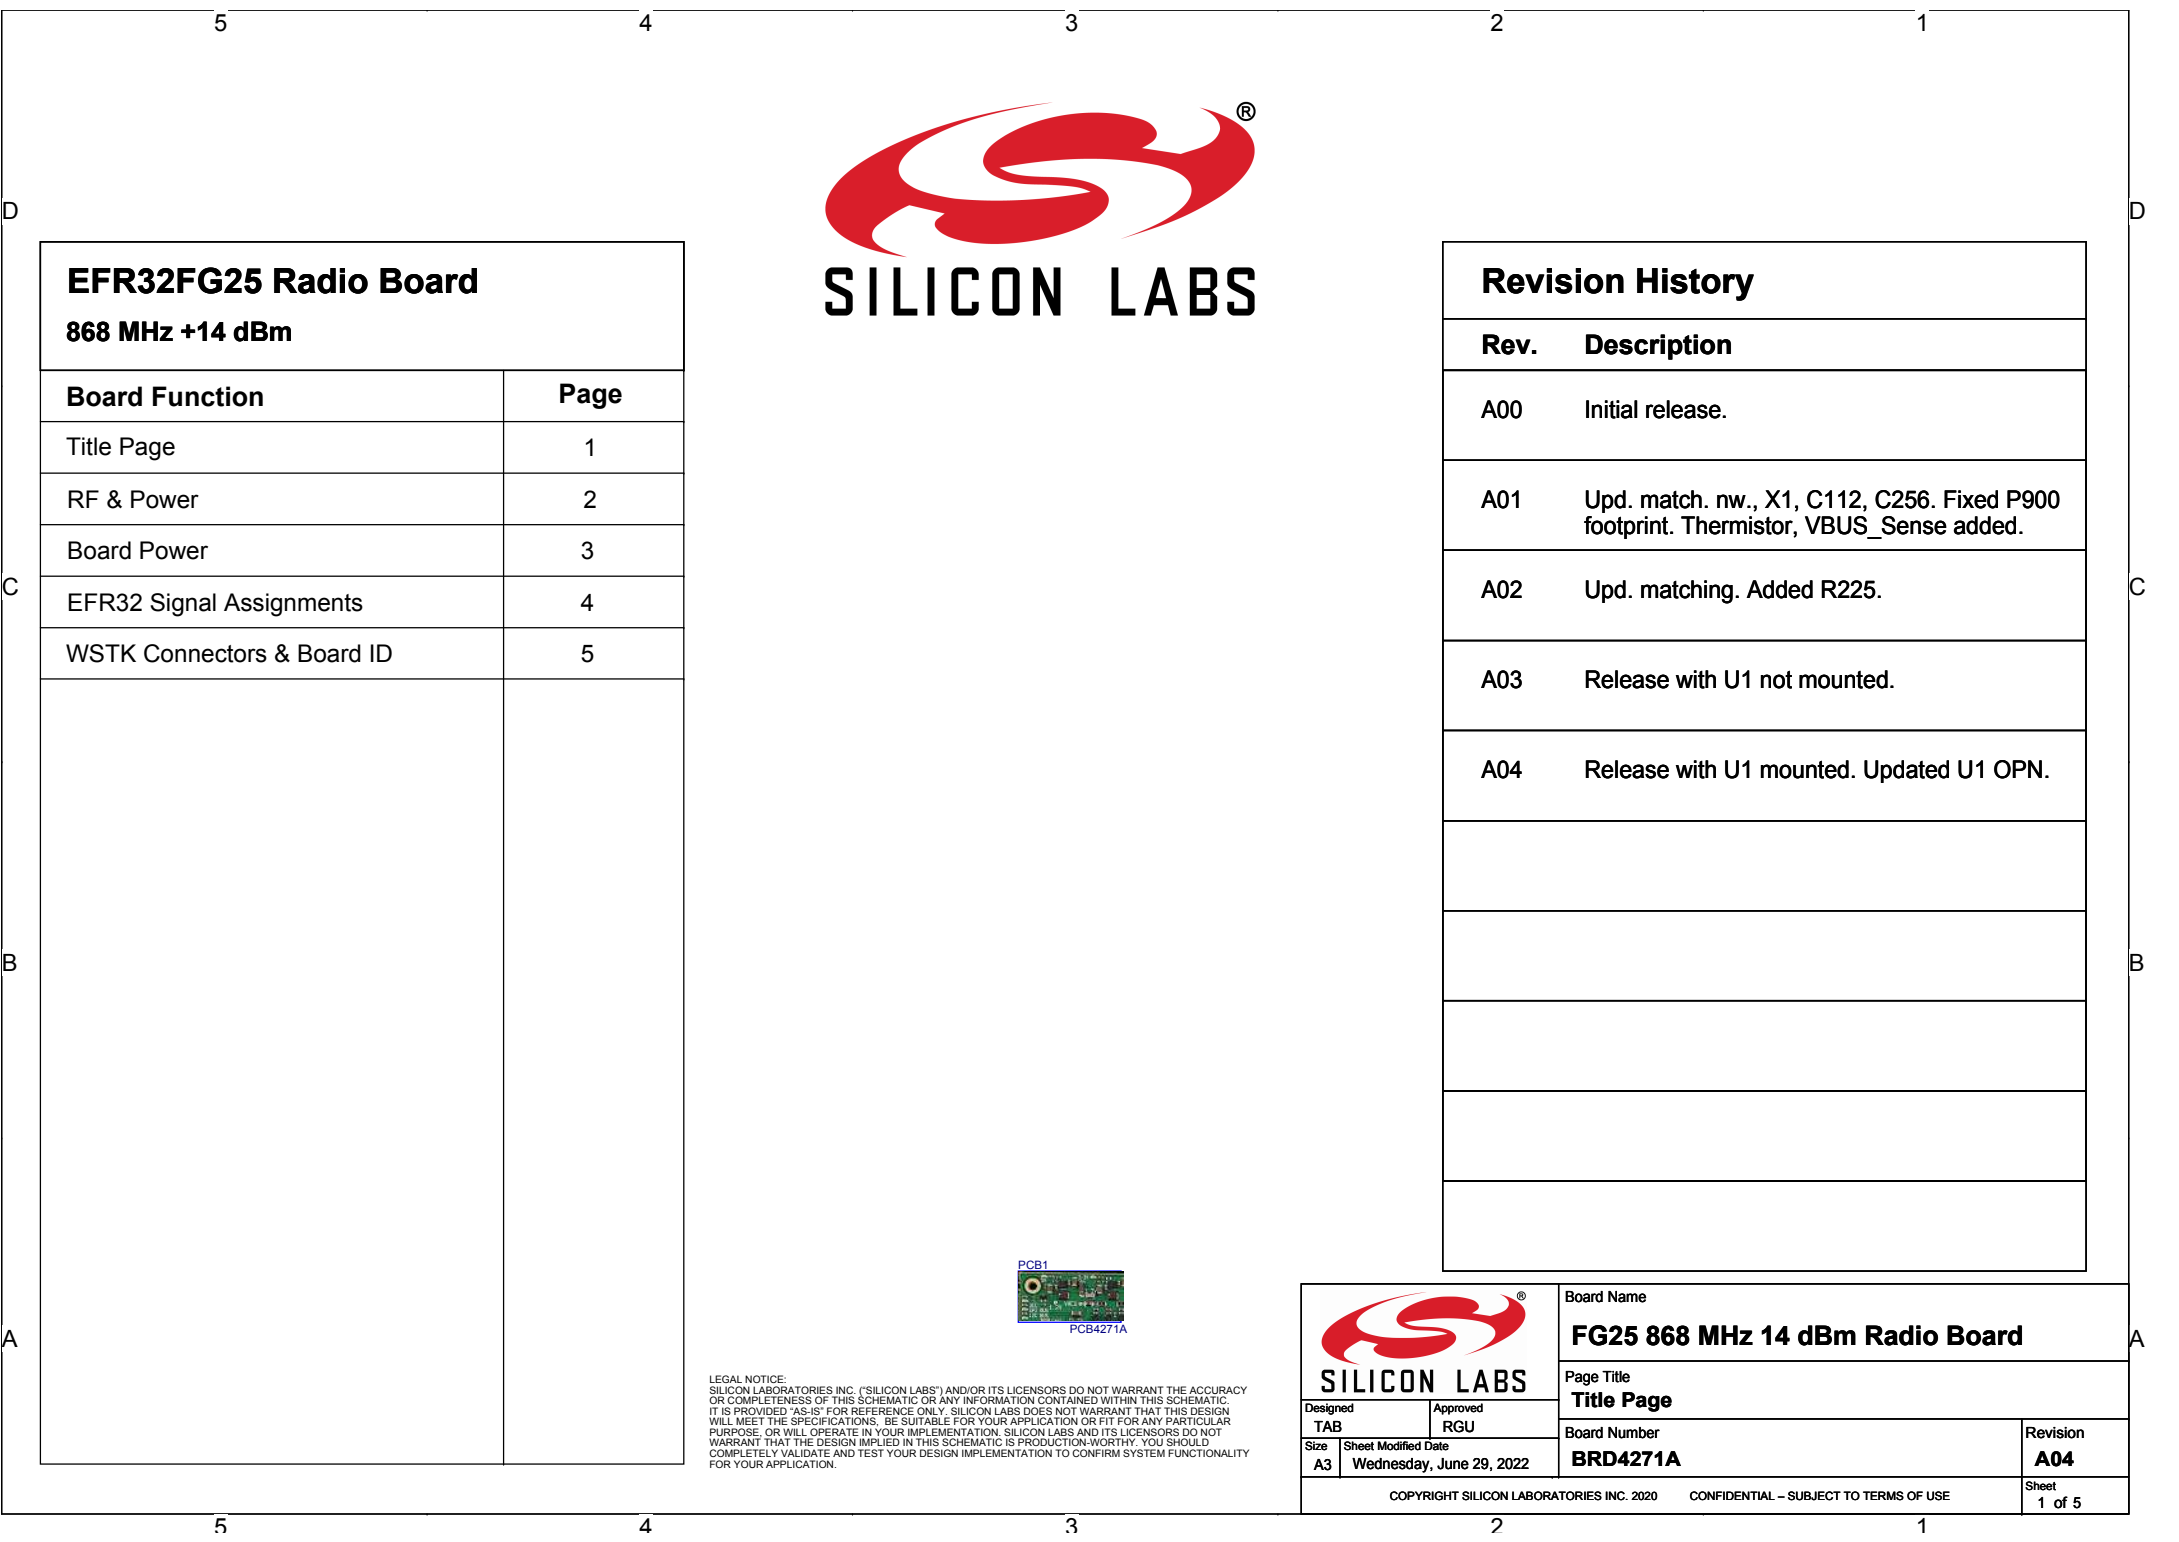 5 4 3 2 1
D D
C C
B B
A A
5 4 3 2 1
®
SILICON LABS
EFR32FG25 Radio Board
868 MHz +14 dBm
Board Function Page
Title Page 1
RF & Power 2
Board Power 3
EFR32 Signal Assignments 4
WSTK Connectors & Board ID 5
Revision History
Rev. Description
A00 Initial release.
A01 Upd. match. nw., X1, C112, C256. Fixed P900
footprint. Thermistor, VBUS_Sense added.
A02 Upd. matching. Added R225.
A03 Release with U1 not mounted.
A04 Release with U1 mounted. Updated U1 OPN.
PCB1
PCB4271A
LEGAL NOTICE:
SILICON LABORATORIES INC. (“SILICON LABS”) AND/OR ITS LICENSORS DO NOT WARRANT THE ACCURACY
OR COMPLETENESS OF THIS SCHEMATIC OR ANY INFORMATION CONTAINED WITHIN THIS SCHEMATIC.
IT IS PROVIDED “AS-IS” FOR REFERENCE ONLY. SILICON LABS DOES NOT WARRANT THAT THIS DESIGN
WILL MEET THE SPECIFICATIONS, BE SUITABLE FOR YOUR APPLICATION OR FIT FOR ANY PARTICULAR
PURPOSE, OR WILL OPERATE IN YOUR IMPLEMENTATION. SILICON LABS AND ITS LICENSORS DO NOT
WARRANT THAT THE DESIGN IMPLIED IN THIS SCHEMATIC IS PRODUCTION-WORTHY. YOU SHOULD
COMPLETELY VALIDATE AND TEST YOUR DESIGN IMPLEMENTATION TO CONFIRM SYSTEM FUNCTIONALITY
FOR YOUR APPLICATION.
®
SILICON LABS
Designed Approved
TAB RGU
Size Sheet Modified Date
A3 Wednesday, June 29, 2022
Board Name
FG25 868 MHz 14 dBm Radio Board
Page Title
Title Page
Board Number Revision
BRD4271A A04
COPYRIGHT SILICON LABORATORIES INC. 2020 CONFIDENTIAL – SUBJECT TO TERMS OF USE
Sheet
1 of 5